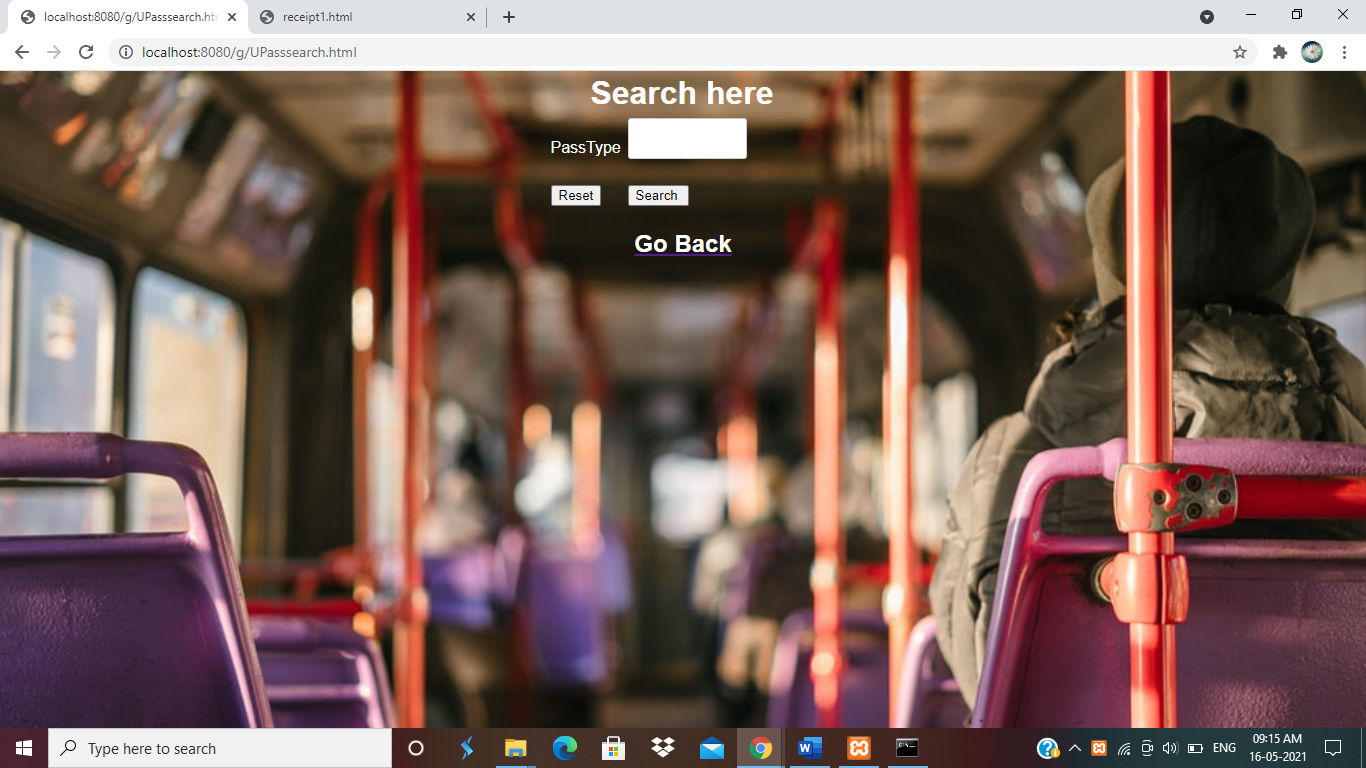 localhost:8080/g/UPasssearch.htm
receipt1.html
localhost:8080/g/UPasssearch.html
Search here
PassType
Reset Search
Go Back
Type here to search
ENG
09:15 AM
16-05-2021